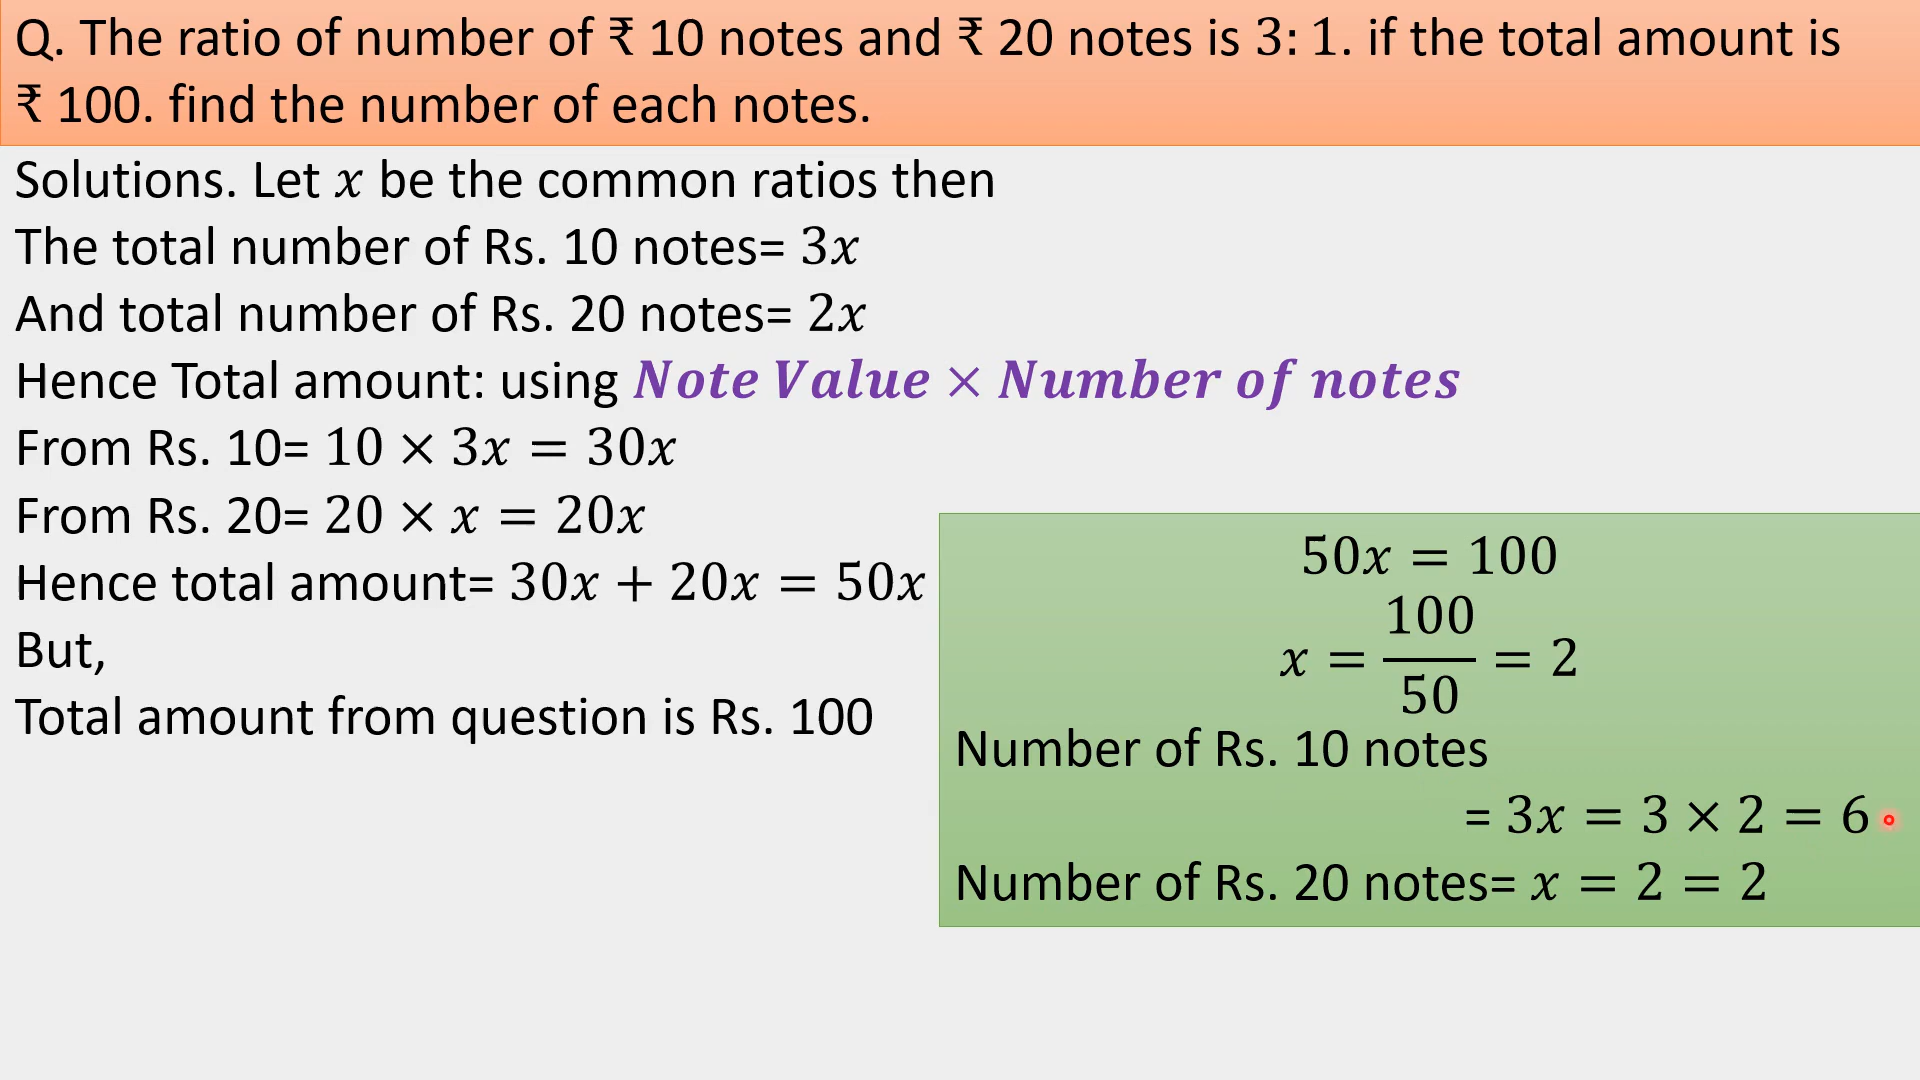 Q. The ratio of number of ₹ 10 notes and ₹ 20 notes is 3: 1. if the total amount is
₹ 100. find the number of each notes.
Solutions. Let x be the common ratios then
The total number of Rs. 10 notes= 3x
And total number of Rs. 20 notes= 2x
Hence Total amount: using Note Value × Number of notes
From Rs. 10= 10 × 3x = 30x
From Rs. 20= 20 × x = 20x
Hence total amount= 30x + 20x = 50x
But,
Total amount from question is Rs. 100
50x = 100
x = 100/50 = 2
Number of Rs. 10 notes
= 3x = 3 × 2 = 6
Number of Rs. 20 notes= x = 2 = 2